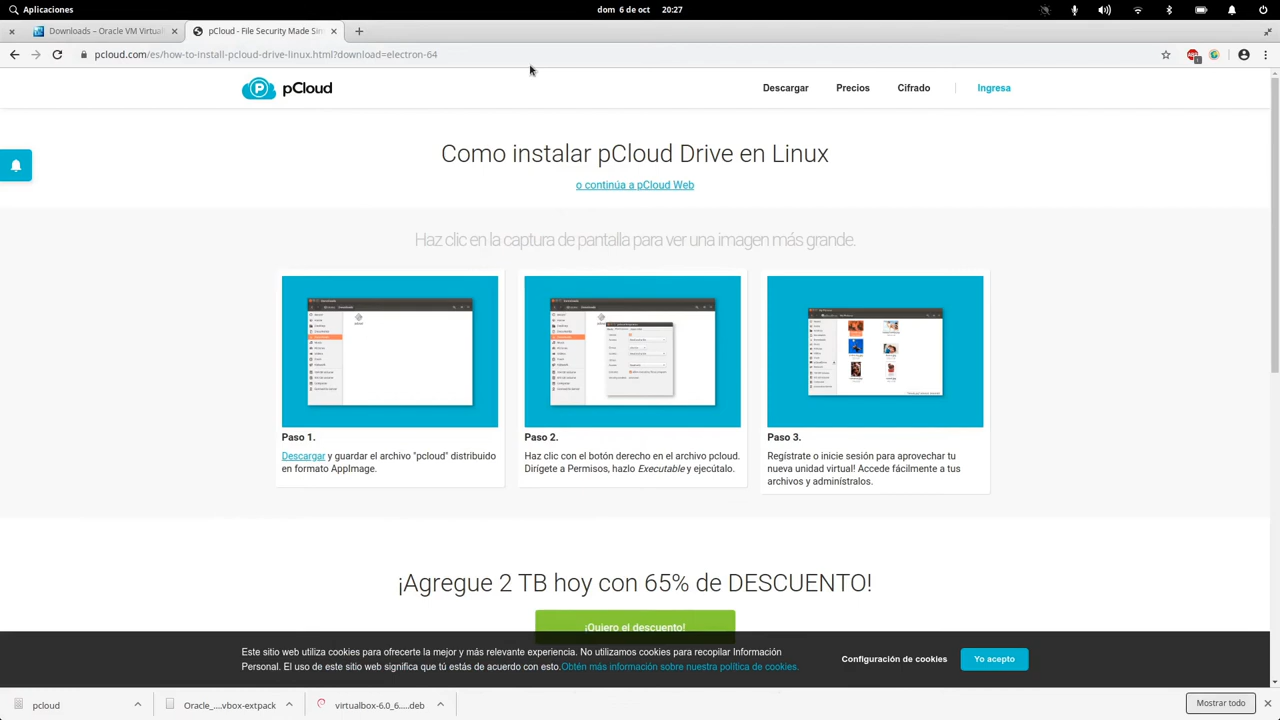 Aplicaciones
dom 6 de oct 20:27
Downloads – Oracle VM Virtual
pCloud - File Security Made Sim
pcloud.com/es/how-to-install-pcloud-drive-linux.html?download=electron-64
pCloud
Descargar
Precios
Cifrado
Ingresa
Como instalar pCloud Drive en Linux
o continúa a pCloud Web
Haz clic en la captura de pantalla para ver una imagen más grande.
Paso 1.
Descargar y guardar el archivo "pcloud" distribuido
en formato AppImage.
Paso 2.
Haz clic con el botón derecho en el archivo pcloud.
Dirígete a Permisos, hazlo Executable y ejecútalo.
Paso 3.
Regístrate o inicie sesión para aprovechar tu
nueva unidad virtual! Accede fácilmente a tus
archivos y adminístralos.
¡Agregue 2 TB hoy con 65% de DESCUENTO!
¡Quiero el descuento!
Este sitio web utiliza cookies para ofrecerte la mejor y más relevante experiencia. No utilizamos cookies para recopilar Información
Personal. El uso de este sitio web significa que tú estás de acuerdo con esto.Obtén más información sobre nuestra política de cookies.
Configuración de cookies
Yo acepto
pcloud
Oracle_....vbox-extpack
virtualbox-6.0_6.....deb
Mostrar todo